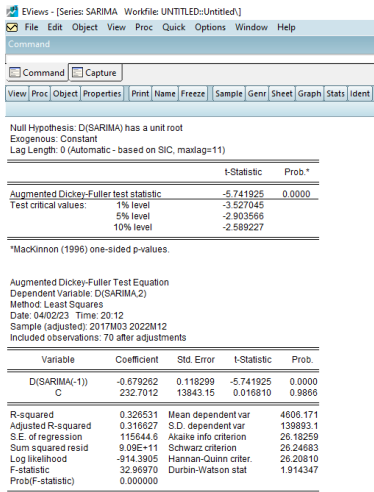 EViews - [Series: SARIMA Workfile: UNTITLED::Untitled\]
File Edit Object View Proc Quick Options Window Help
Command
Command Capture
View Proc Object Properties Print Name Freeze Sample Genr Sheet Graph Stats Ident
Null Hypothesis: D(SARIMA) has a unit root
Exogenous: Constant
Lag Length: 0 (Automatic - based on SIC, maxlag=11)
t-Statistic Prob.*
Augmented Dickey-Fuller test statistic -5.741925 0.0000
Test critical values: 1% level -3.527045
5% level -2.903566
10% level -2.589227
*MacKinnon (1996) one-sided p-values.
Augmented Dickey-Fuller Test Equation
Dependent Variable: D(SARIMA,2)
Method: Least Squares
Date: 04/02/23 Time: 20:12
Sample (adjusted): 2017M03 2022M12
Included observations: 70 after adjustments
Variable Coefficient Std. Error t-Statistic Prob.
D(SARIMA(-1)) -0.679262 0.118299 -5.741925 0.0000
C 232.7012 13843.15 0.016810 0.9866
R-squared 0.326531 Mean dependent var 4606.171
Adjusted R-squared 0.316627 S.D. dependent var 139893.1
S.E. of regression 115644.6 Akaike info criterion 26.18259
Sum squared resid 9.09E+11 Schwarz criterion 26.24683
Log likelihood -914.3905 Hannan-Quinn criter. 26.20810
F-statistic 32.96970 Durbin-Watson stat 1.914347
Prob(F-statistic) 0.000000